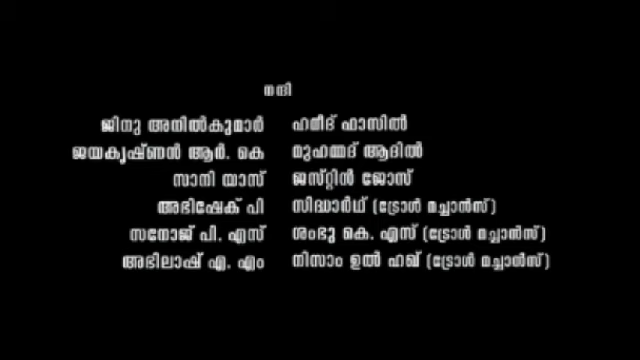 നന്ദി
ജിനു അനിൽകുമാർ ഹമീദ് ഫാസിൽ
ജയകൃഷ്ണൻ ആർ. കെ മുഹമ്മദ് ആദിൽ
സാനി യാസ് ജസ്റ്റിൻ ജോസ്
അഭിഷേക് പി സിദ്ധാർഥ് (ട്രോൾ മച്ചാൻസ്)
സനോജ് പി. എസ് ശംഭു കെ. എസ് (ട്രോൾ മച്ചാൻസ്)
അഭിലാഷ് എ. എം നിസാം ഉൽ ഹഖ് (ട്രോൾ മച്ചാൻസ്)